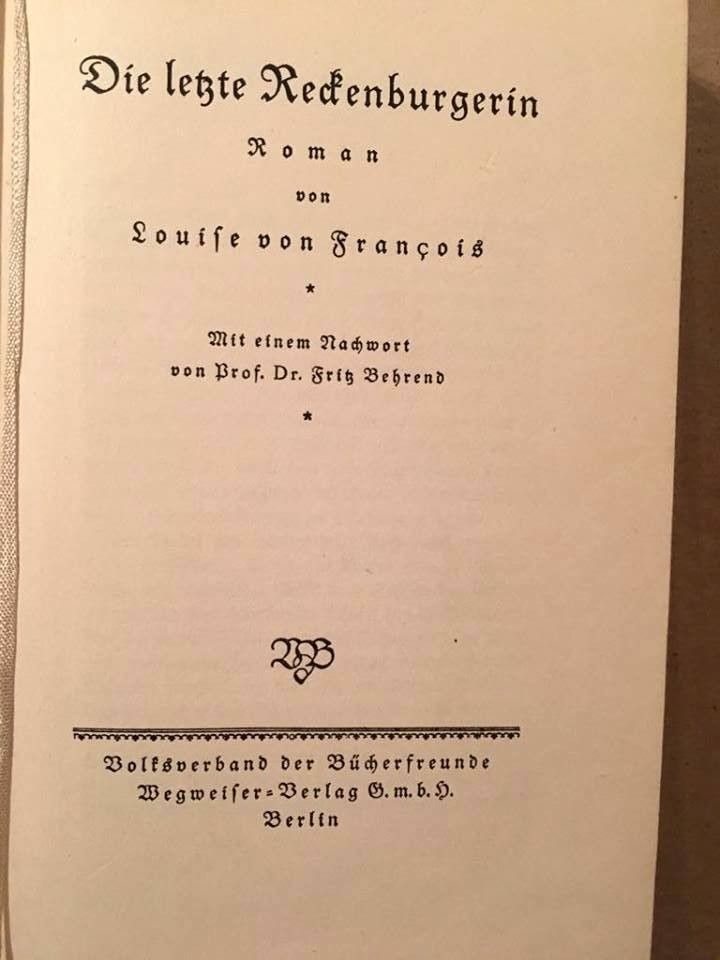 Die letzte Reckenburgerin
Roman
von
Louiſe von François
*
Mit einem Nachwort
von Prof. Dr. Fritz Behrend
*
VB
Volksverband der Bücherfreunde
Wegweiſer-Verlag G.m.b.H.
Berlin